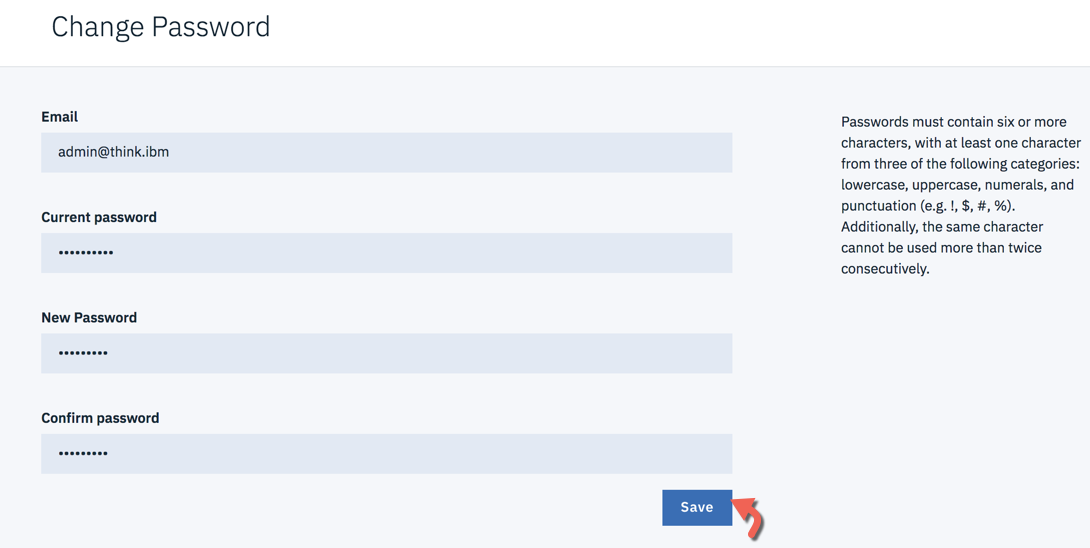 Change Password
Email
admin@think.ibm
Current password
••••••••••
New Password
•••••••••
Confirm password
•••••••••
Save
Passwords must contain six or more
characters, with at least one character
from three of the following categories:
lowercase, uppercase, numerals, and
punctuation (e.g. !, $, #, %).
Additionally, the same character
cannot be used more than twice
consecutively.